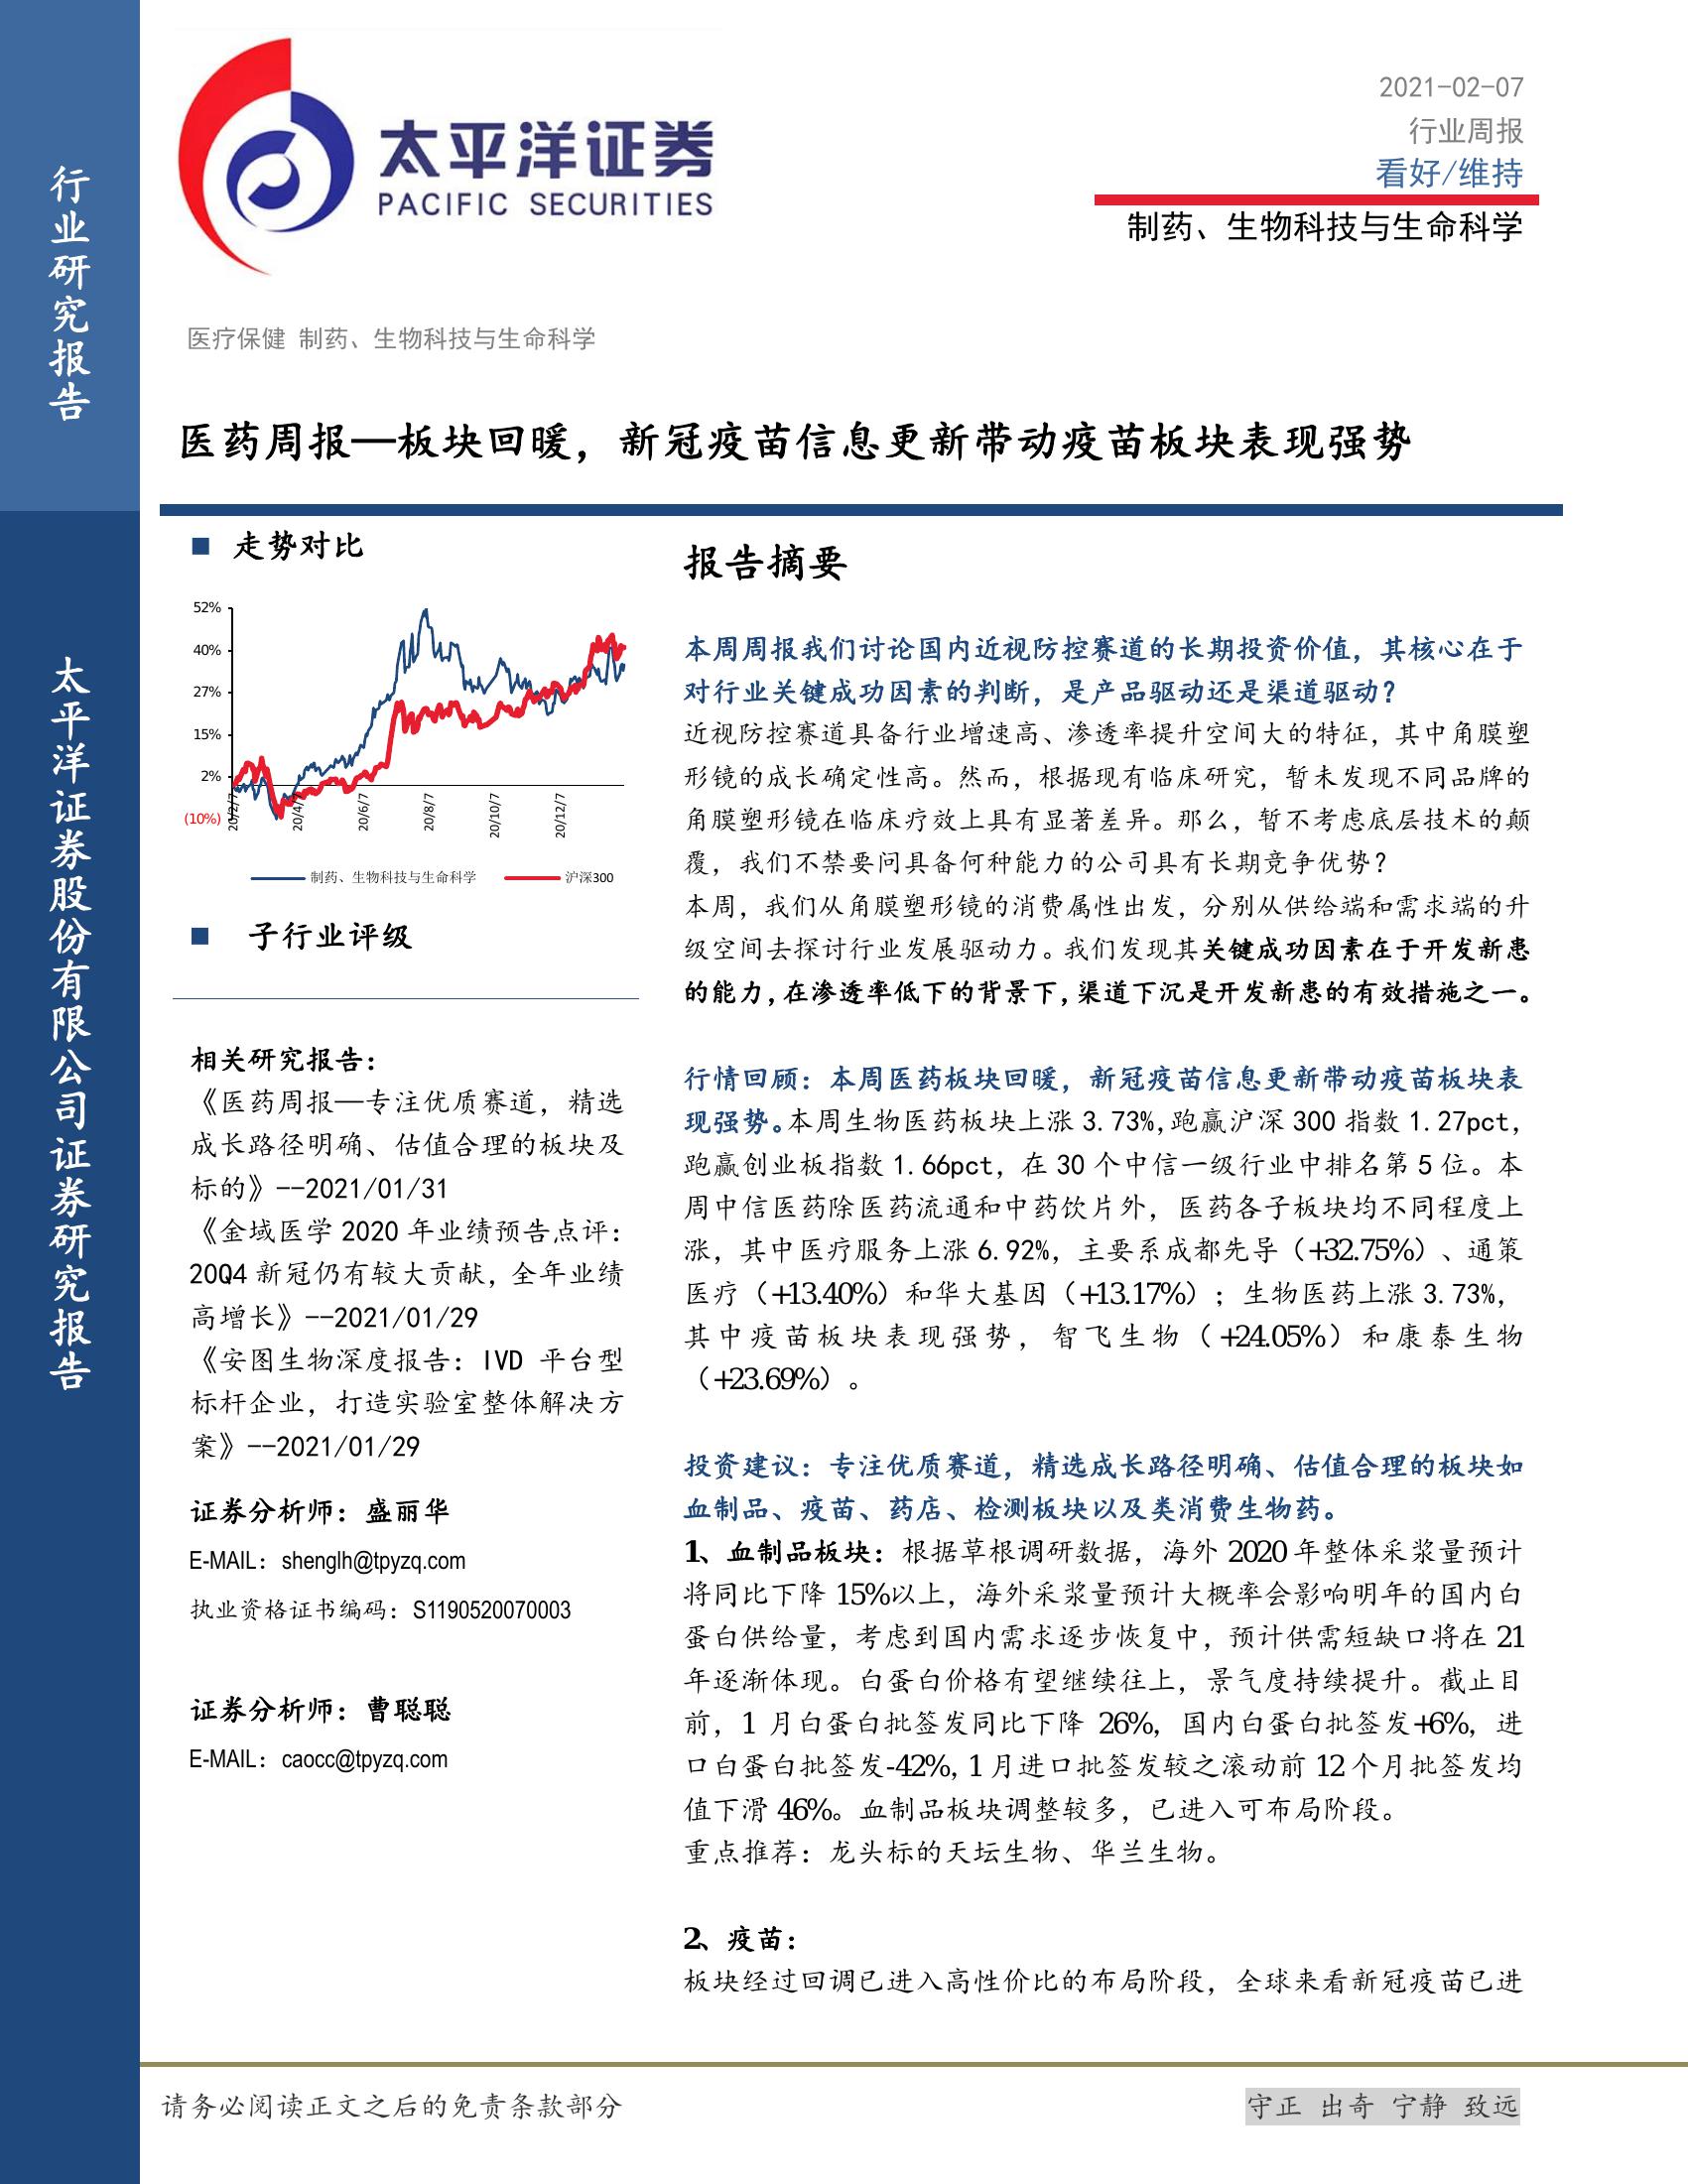 行业研究报告
太平洋证券股份有限公司证券研究报告
太平洋证券
PACIFIC SECURITIES
2021-02-07
行业周报
看好/维持
制药、生物科技与生命科学
医疗保健 制药、生物科技与生命科学
医药周报—板块回暖，新冠疫苗信息更新带动疫苗板块表现强势
■ 走势对比
52%
40%
27%
15%
2%
(10%)
20/2/7
20/4/7
20/6/7
20/8/7
20/10/7
20/12/7
制药、生物科技与生命科学
沪深300
■ 子行业评级
相关研究报告：
《医药周报—专注优质赛道，精选
成长路径明确、估值合理的板块及
标的》--2021/01/31
《金域医学 2020 年业绩预告点评：
20Q4 新冠仍有较大贡献，全年业绩
高增长》--2021/01/29
《安图生物深度报告：IVD 平台型
标杆企业，打造实验室整体解决方
案》--2021/01/29
证券分析师：盛丽华
E-MAIL：shenglh@tpyzq.com
执业资格证书编码：S1190520070003
证券分析师：曹聪聪
E-MAIL：caocc@tpyzq.com
报告摘要
本周周报我们讨论国内近视防控赛道的长期投资价值，其核心在于
对行业关键成功因素的判断，是产品驱动还是渠道驱动？
近视防控赛道具备行业增速高、渗透率提升空间大的特征，其中角膜塑
形镜的成长确定性高。然而，根据现有临床研究，暂未发现不同品牌的
角膜塑形镜在临床疗效上具有显著差异。那么，暂不考虑底层技术的颠
覆，我们不禁要问具备何种能力的公司具有长期竞争优势？
本周，我们从角膜塑形镜的消费属性出发，分别从供给端和需求端的升
级空间去探讨行业发展驱动力。我们发现其关键成功因素在于开发新患
的能力，在渗透率低下的背景下，渠道下沉是开发新患的有效措施之一。
行情回顾：本周医药板块回暖，新冠疫苗信息更新带动疫苗板块表
现强势。本周生物医药板块上涨 3.73%，跑赢沪深 300 指数 1.27pct，
跑赢创业板指数 1.66pct，在 30 个中信一级行业中排名第 5 位。本
周中信医药除医药流通和中药饮片外，医药各子板块均不同程度上
涨，其中医疗服务上涨 6.92%，主要系成都先导（+32.75%）、通策
医疗（+13.40%）和华大基因（+13.17%）；生物医药上涨 3.73%，
其中疫苗板块表现强势，智飞生物（+24.05%）和康泰生物
（+23.69%）。
投资建议：专注优质赛道，精选成长路径明确、估值合理的板块如
血制品、疫苗、药店、检测板块以及类消费生物药。
1、血制品板块：根据草根调研数据，海外 2020 年整体采浆量预计
将同比下降 15%以上，海外采浆量预计大概率会影响明年的国内白
蛋白供给量，考虑到国内需求逐步恢复中，预计供需短缺口将在 21
年逐渐体现。白蛋白价格有望继续往上，景气度持续提升。截止目
前，1 月白蛋白批签发同比下降 26%，国内白蛋白批签发+6%，进
口白蛋白批签发-42%，1 月进口批签发较之滚动前 12 个月批签发均
值下滑 46%。血制品板块调整较多，已进入可布局阶段。
重点推荐：龙头标的天坛生物、华兰生物。
2、疫苗：
板块经过回调已进入高性价比的布局阶段，全球来看新冠疫苗已进
请务必阅读正文之后的免责条款部分
守正 出奇 宁静 致远